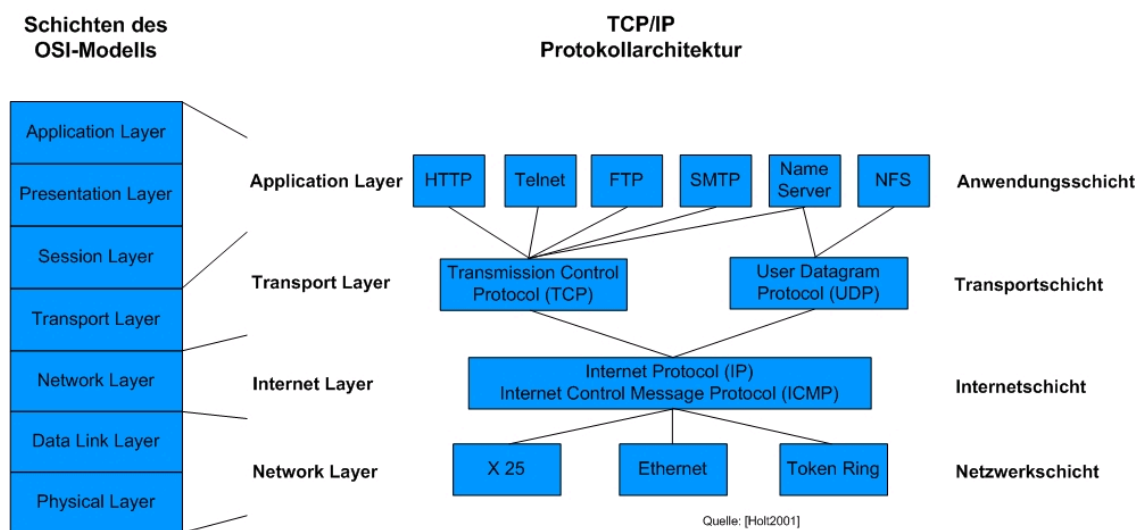 Schichten des
OSI-Modells
TCP/IP
Protokollarchitektur
Application Layer
Presentation Layer
Session Layer
Transport Layer
Network Layer
Data Link Layer
Physical Layer
Application Layer
HTTP
Telnet
FTP
SMTP
Name
Server
NFS
Anwendungsschicht
Transport Layer
Transmission Control
Protocol (TCP)
User Datagram
Protocol (UDP)
Transportschicht
Internet Layer
Internet Protocol (IP)
Internet Control Message Protocol (ICMP)
Internetschicht
Network Layer
X 25
Ethernet
Token Ring
Netzwerkschicht
Quelle: [Holt2001]